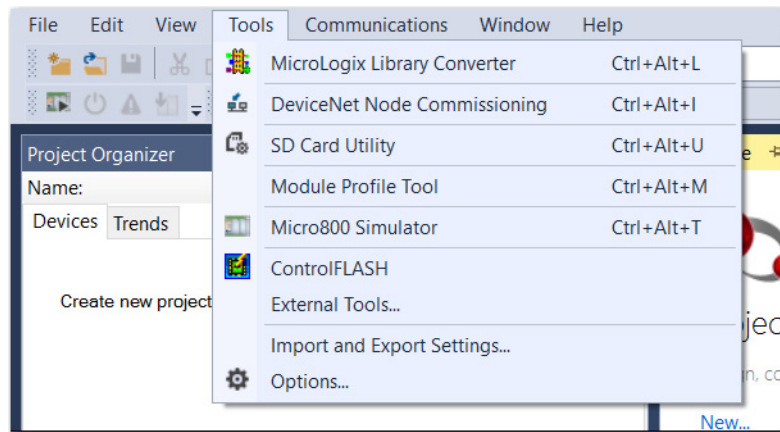 File Edit View Tools Communications Window Help
MicroLogix Library Converter Ctrl+Alt+L
DeviceNet Node Commissioning Ctrl+Alt+I
SD Card Utility Ctrl+Alt+U
Module Profile Tool Ctrl+Alt+M
Micro800 Simulator Ctrl+Alt+T
ControlFLASH
External Tools...
Import and Export Settings...
Options...
Project Organizer
Name:
Devices Trends
Create new project
New...